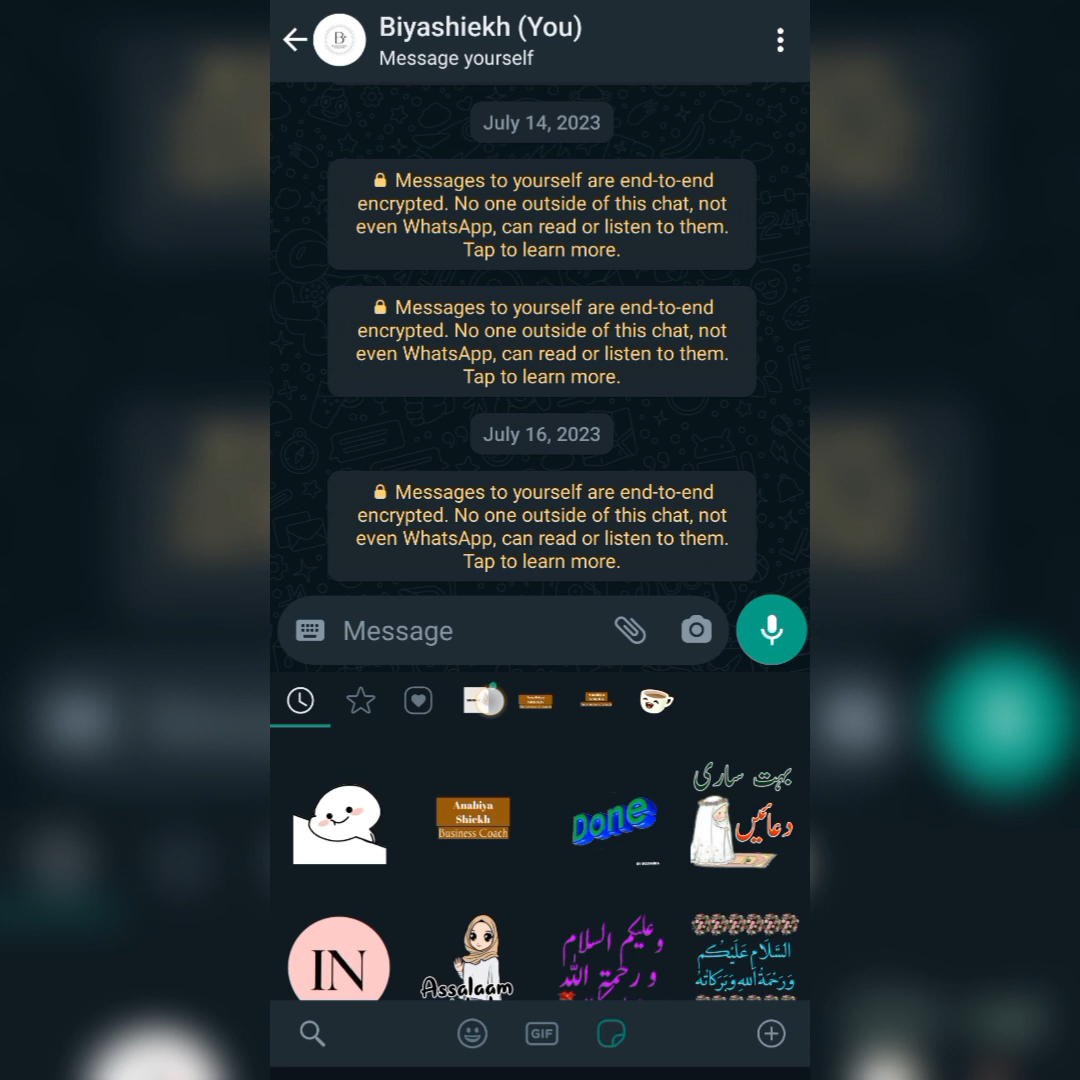 Biyashiekh (You)
Message yourself
July 14, 2023
Messages to yourself are end-to-end
encrypted. No one outside of this chat, not
even WhatsApp, can read or listen to them.
Tap to learn more.
Messages to yourself are end-to-end
encrypted. No one outside of this chat, not
even WhatsApp, can read or listen to them.
Tap to learn more.
July 16, 2023
Messages to yourself are end-to-end
encrypted. No one outside of this chat, not
even WhatsApp, can read or listen to them.
Tap to learn more.
Message
Anabiya
Shiekh
Business Coach
Done
بہت ساری
دعائیں
IN
Assalaam
وعلیکم السلام
ورحمتہ اللہ
السَّلَامُ عَلَيْكُم
وَرَحْمَةُ اللهِ وَبَرَكَاتُهُ
GIF